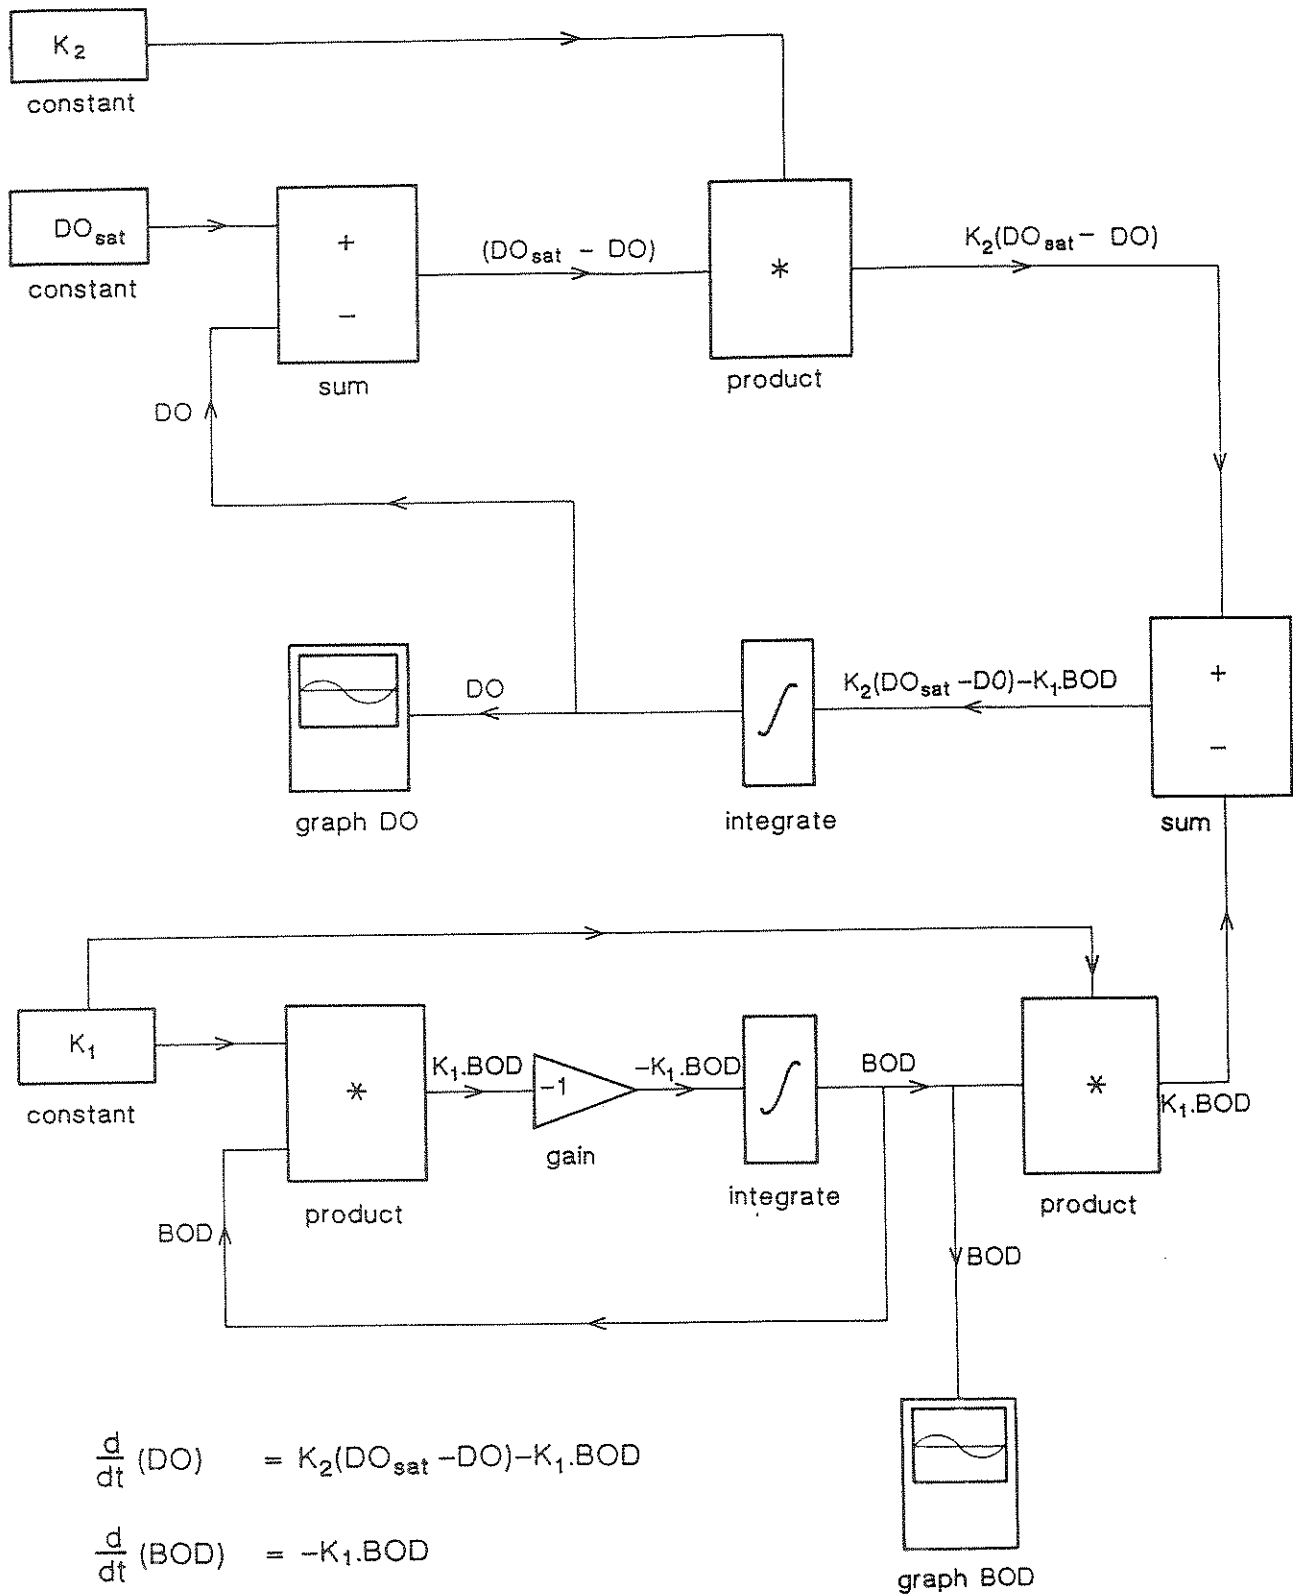 K₂
constant
DOsat
constant
+
−
sum
(DOsat − DO)
*
product
K₂(DOsat − DO)
DO
DO
graph DO
∫
integrate
K₂(DOsat −DO)−K₁.BOD
+
−
sum
K₁
constant
*
product
K₁.BOD
−1
gain
−K₁.BOD
∫
integrate
BOD
*
product
K₁.BOD
BOD
BOD
graph BOD
d/dt (DO) = K₂(DOsat −DO)−K₁.BOD
d/dt (BOD) = −K₁.BOD